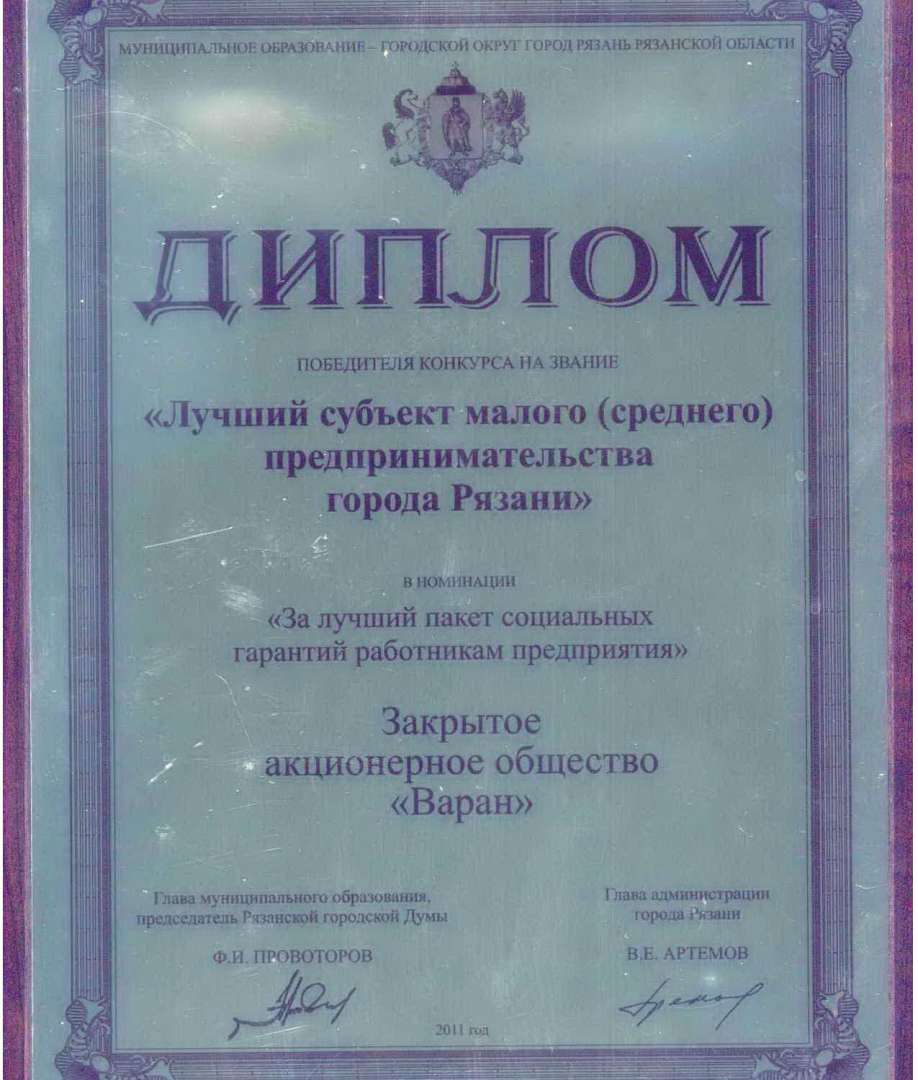 МУНИЦИПАЛЬНОЕ ОБРАЗОВАНИЕ – ГОРОДСКОЙ ОКРУГ ГОРОД РЯЗАНЬ РЯЗАНСКОЙ ОБЛАСТИ
ДИПЛОМ
ПОБЕДИТЕЛЯ КОНКУРСА НА ЗВАНИЕ
«Лучший субъект малого (среднего)
предпринимательства
города Рязани»
В НОМИНАЦИИ
«За лучший пакет социальных
гарантий работникам предприятия»
Закрытое
акционерное общество
«Варан»
Глава муниципального образования,
председатель Рязанской городской Думы
Ф.И. ПРОВОТОРОВ
Глава администрации
города Рязани
В.Е. АРТЕМОВ
2011 год